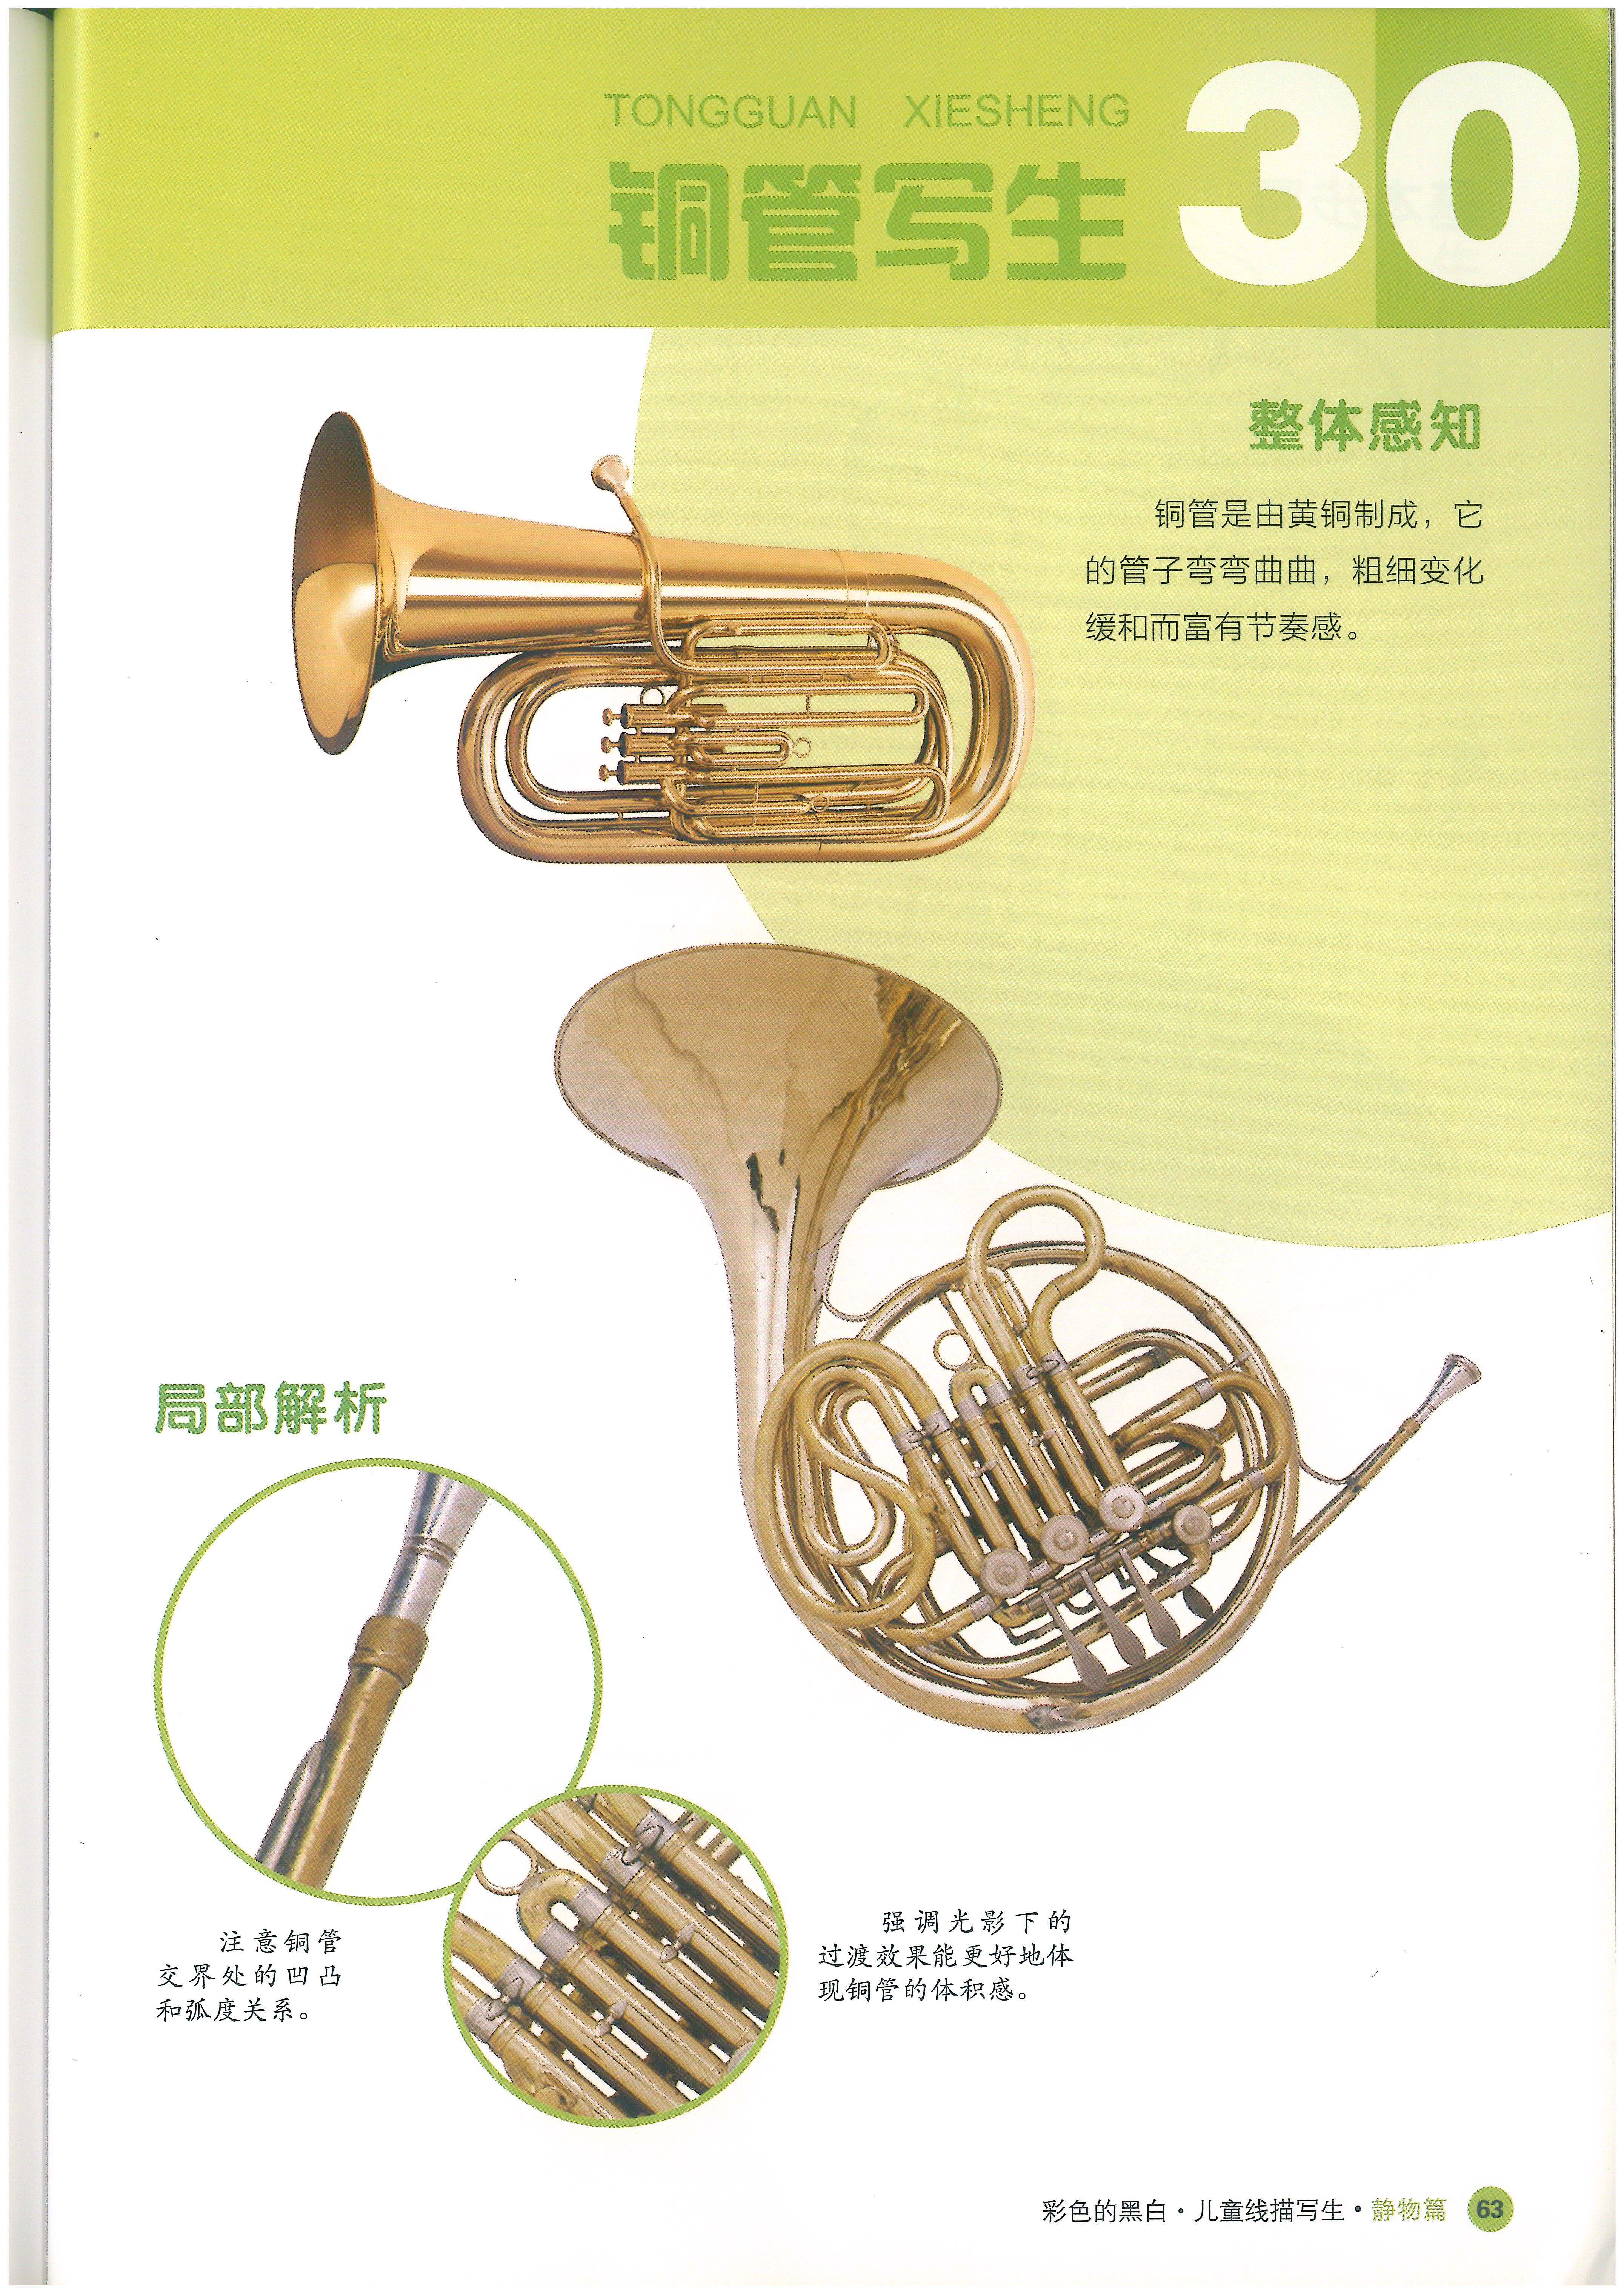 TONGGUAN XIESHENG
铜管写生
30
整体感知
铜管是由黄铜制成，它
的管子弯弯曲曲，粗细变化
缓和而富有节奏感。
局部解析
注意铜管
交界处的凹凸
和弧度关系。
强调光影下的
过渡效果能更好地体
现铜管的体积感。
彩色的黑白·儿童线描写生·静物篇 63